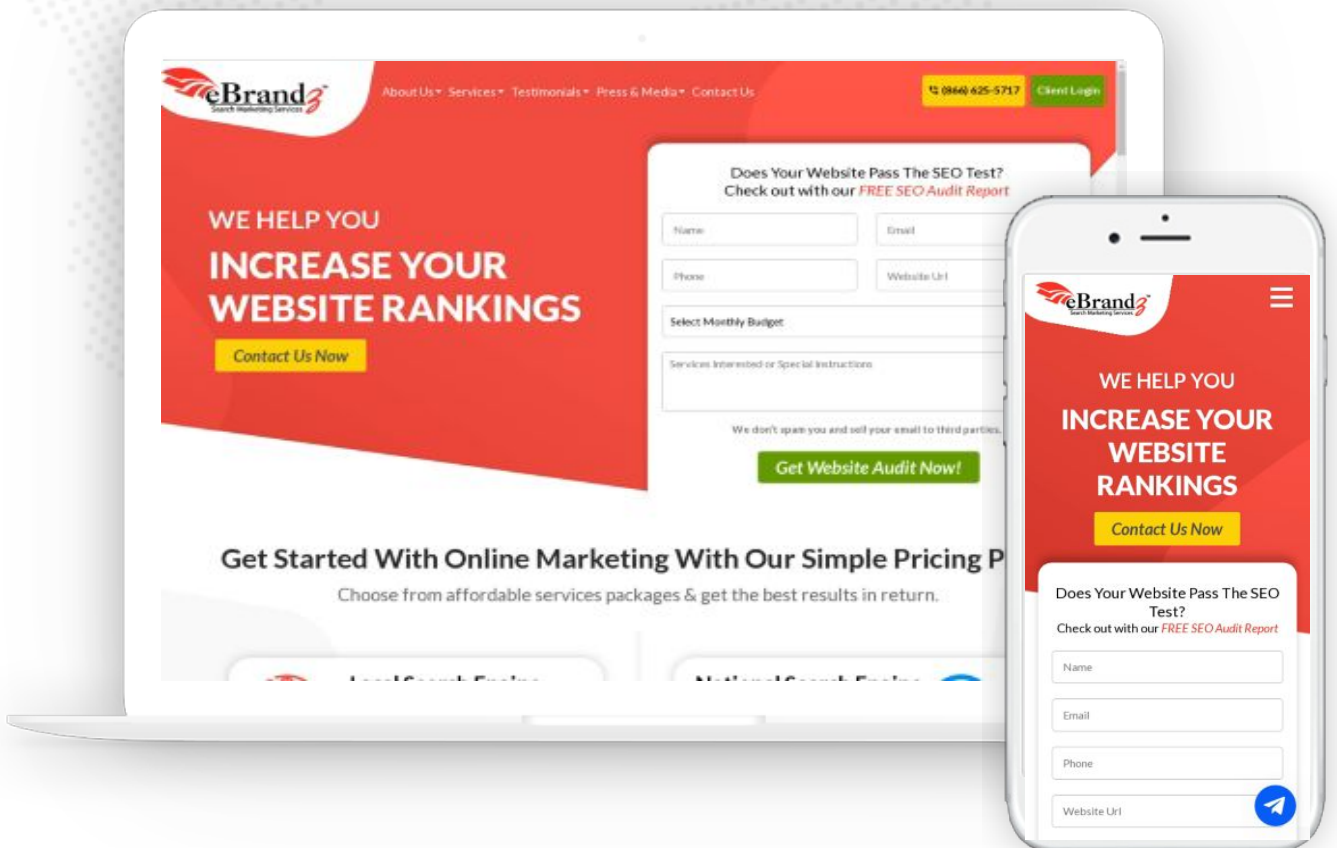 eBrandz
Search Marketing Services
About Us Services Testimonials Press & Media Contact Us
(866) 625-5717
Client Login
WE HELP YOU
INCREASE YOUR
WEBSITE RANKINGS
Contact Us Now
Does Your Website Pass The SEO Test?
Check out with our FREE SEO Audit Report
Name
Email
Phone
Website Url
Select Monthly Budget
Services Interested or Special Instructions
We don't spam you and sell your email to third parties.
Get Website Audit Now!
Get Started With Online Marketing With Our Simple Pricing P
Choose from affordable services packages & get the best results in return.
Local Search Engine
National Search Engine
eBrandz
Search Marketing Services
WE HELP YOU
INCREASE YOUR
WEBSITE
RANKINGS
Contact Us Now
Does Your Website Pass The SEO
Test?
Check out with our FREE SEO Audit Report
Name
Email
Phone
Website Url